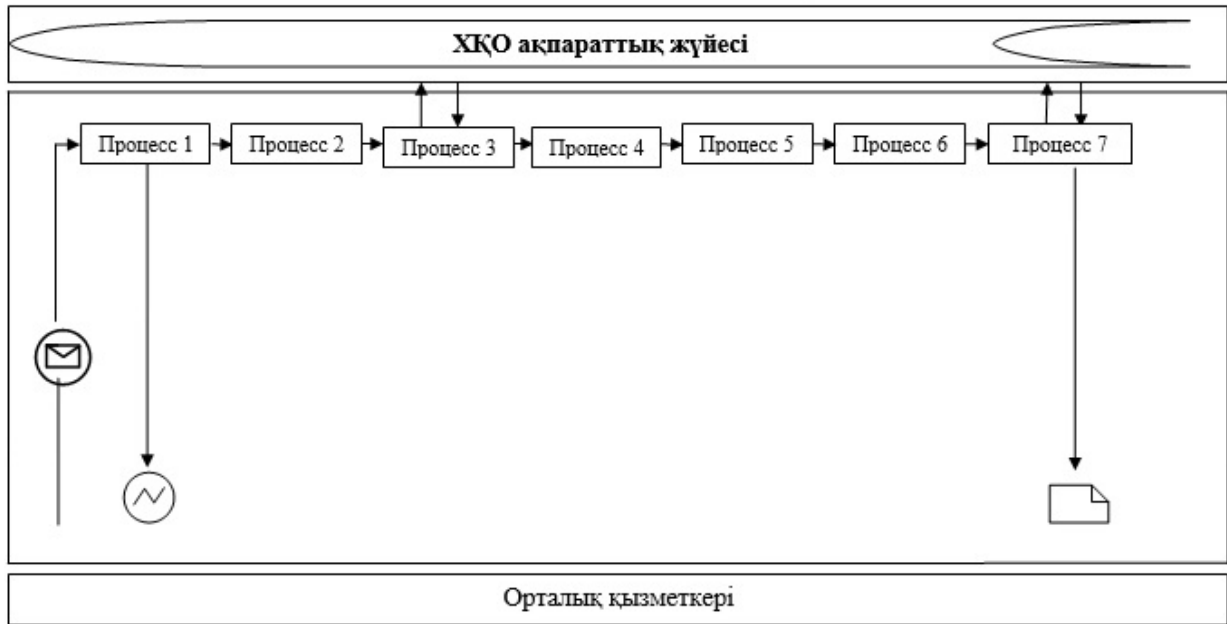 ХҚО ақпараттық жүйесі
Процесс 1
Процесс 2
Процесс 3
Процесс 4
Процесс 5
Процесс 6
Процесс 7
Орталық қызметкері